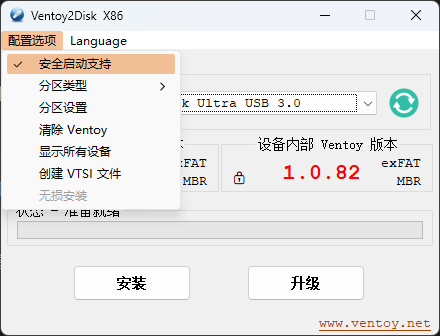 Ventoy2Disk X86
配置选项 Language
安全启动支持
分区类型
k Ultra USB 3.0
分区设置
清除 Ventoy
设备内部 Ventoy 版本
显示所有设备
exFAT
1.0.82
exFAT
创建 VTSI 文件
MBR
MBR
无损安装
状态 - 准备就绪
安装
升级
www.ventoy.net